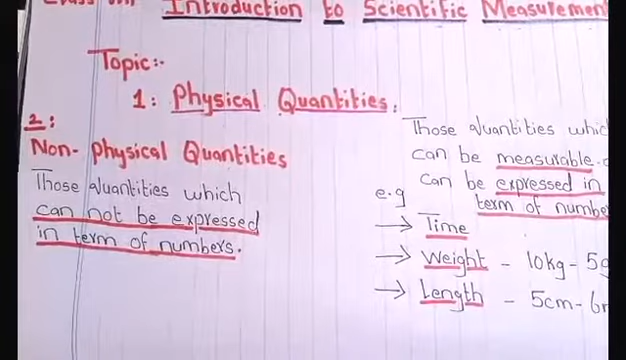 Introduction to Scientific Measuremen
Topic:-
1: Physical Quantities.
2:
Non-Physical Quantities
Those quantities which
can not be expressed
in term of numbers.
Those quantities whic
can be measurable.
can be expressed in
term of numbe
e.g
→ Time
→ Weight - 10kg - 5g
→ Length - 5cm - 6